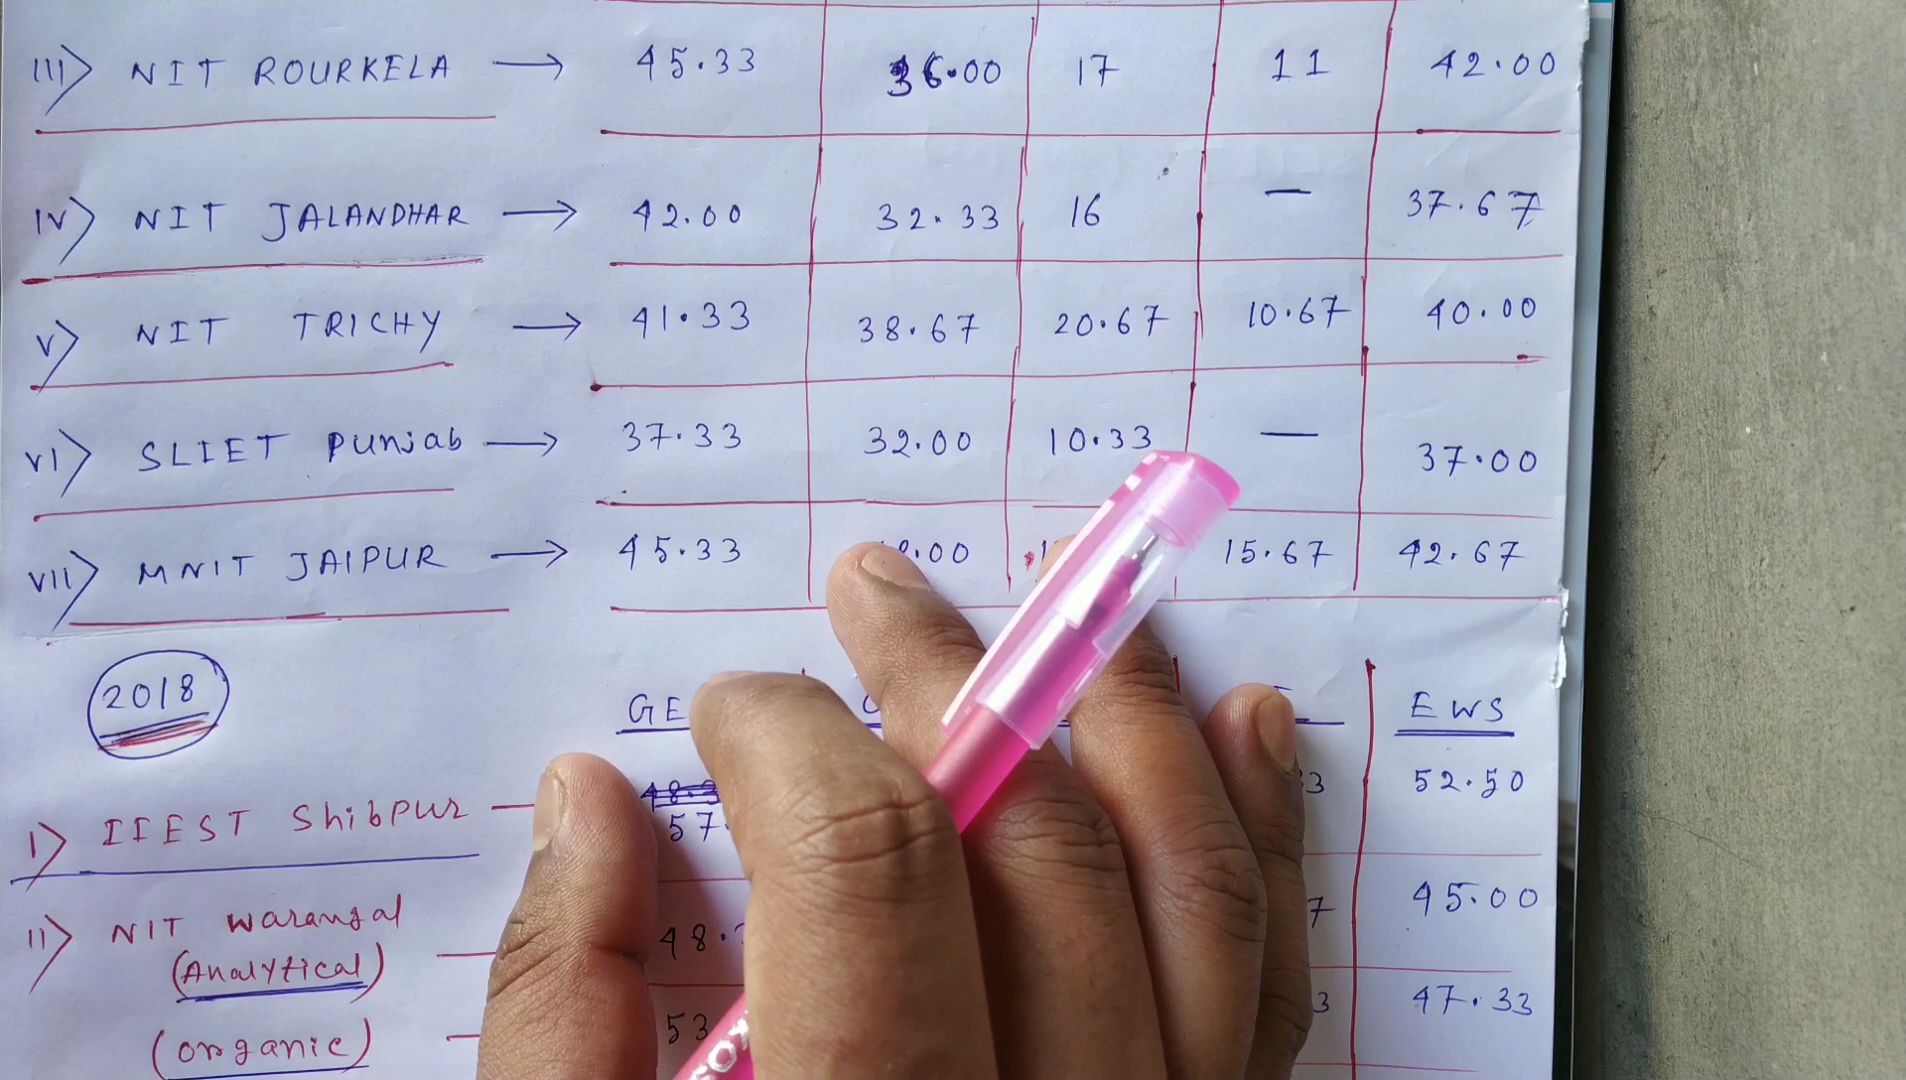 III> NIT ROURKELA → 45.33 36.00 17 11 42.00
IV> NIT JALANDHAR → 42.00 32.33 16 — 37.67
V> NIT TRICHY → 41.33 38.67 20.67 10.67 40.00
VI> SLIET Punjab → 37.33 32.00 10.33 — 37.00
VII> MNIT JAIPUR → 45.33 15.67 42.67
2018 EWS
I> IIEST Shibpur — 52.50
II> NIT Warangal 45.00
(Analytical) —
(organic) — 47.33